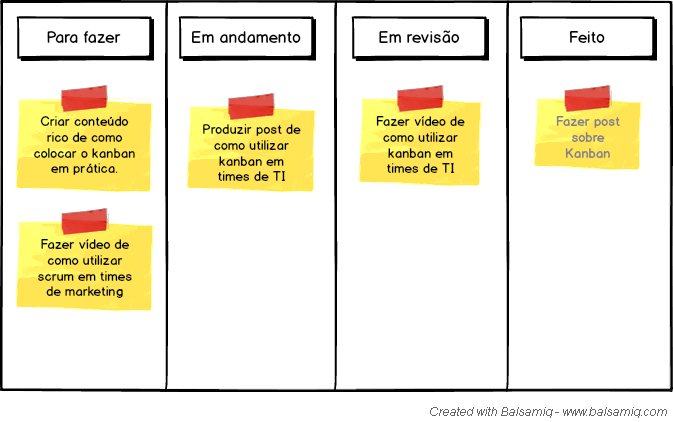 Para fazer
Em andamento
Em revisão
Feito
Criar conteúdo
rico de como
colocar o kanban
em prática.
Fazer vídeo de
como utilizar
scrum em times
de marketing
Produzir post de
como utilizar
kanban em
times de TI
Fazer vídeo de
como utilizar
kanban em
times de TI
Fazer post
sobre
Kanban
Created with Balsamiq - www.balsamiq.com